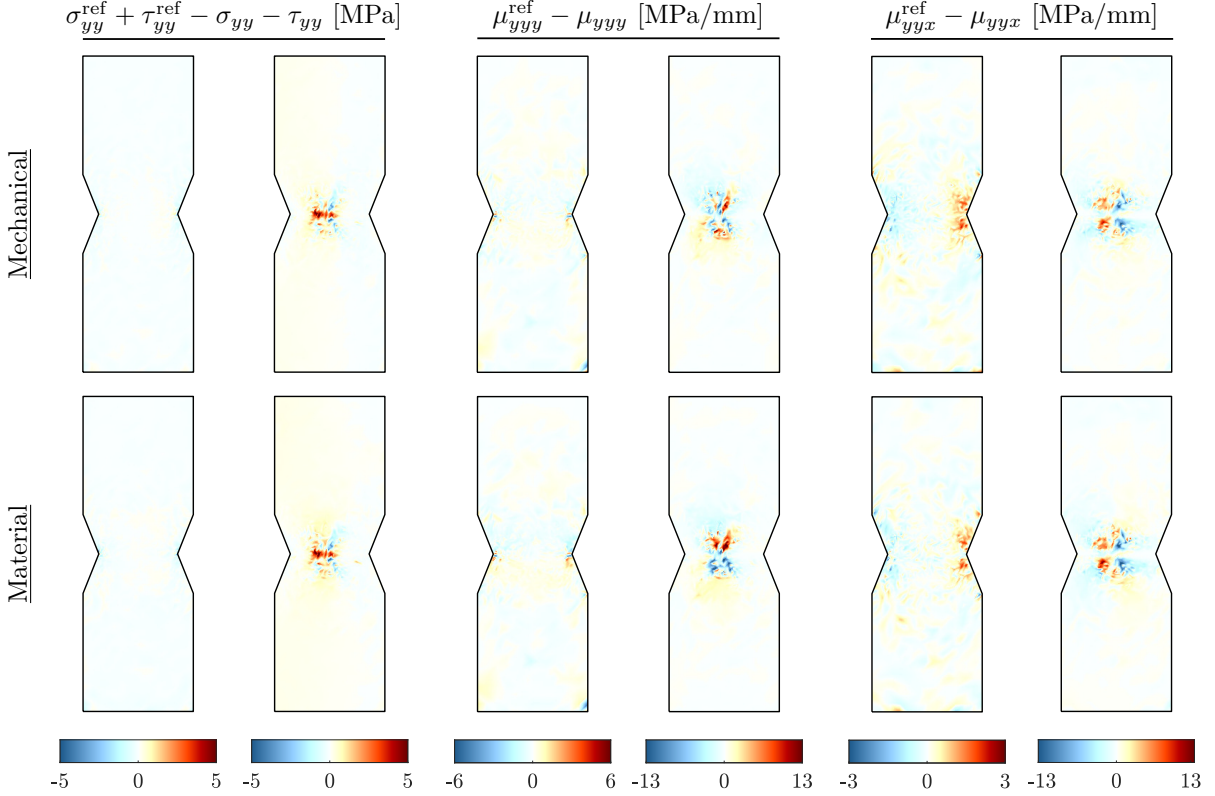 σ_yy^ref + τ_yy^ref − σ_yy − τ_yy [MPa] μ_yyy^ref − μ_yyy [MPa/mm] μ_yyx^ref − μ_yyx [MPa/mm]
Mechanical
Material
-5 0 5 -5 0 5 -6 0 6 -13 0 13 -3 0 3 -13 0 13